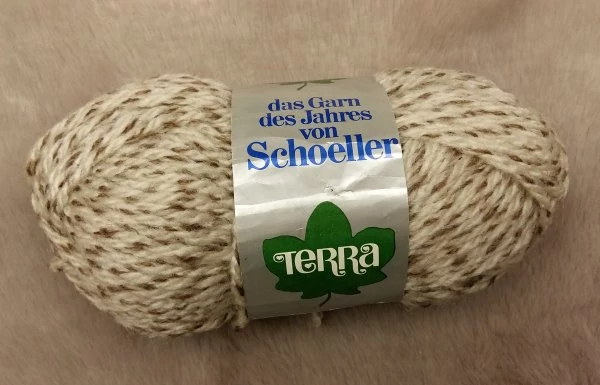 das Garn
des Jahres
von
Schoeller
TERRa